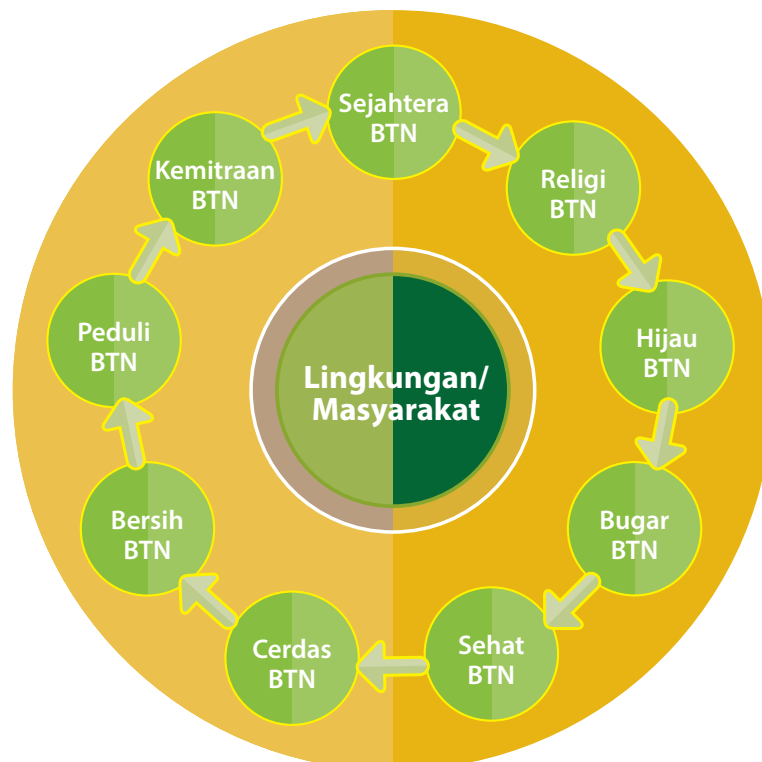 Sejahtera
BTN
Religi
BTN
Hijau
BTN
Bugar
BTN
Sehat
BTN
Cerdas
BTN
Bersih
BTN
Peduli
BTN
Kemitraan
BTN
Lingkungan/
Masyarakat